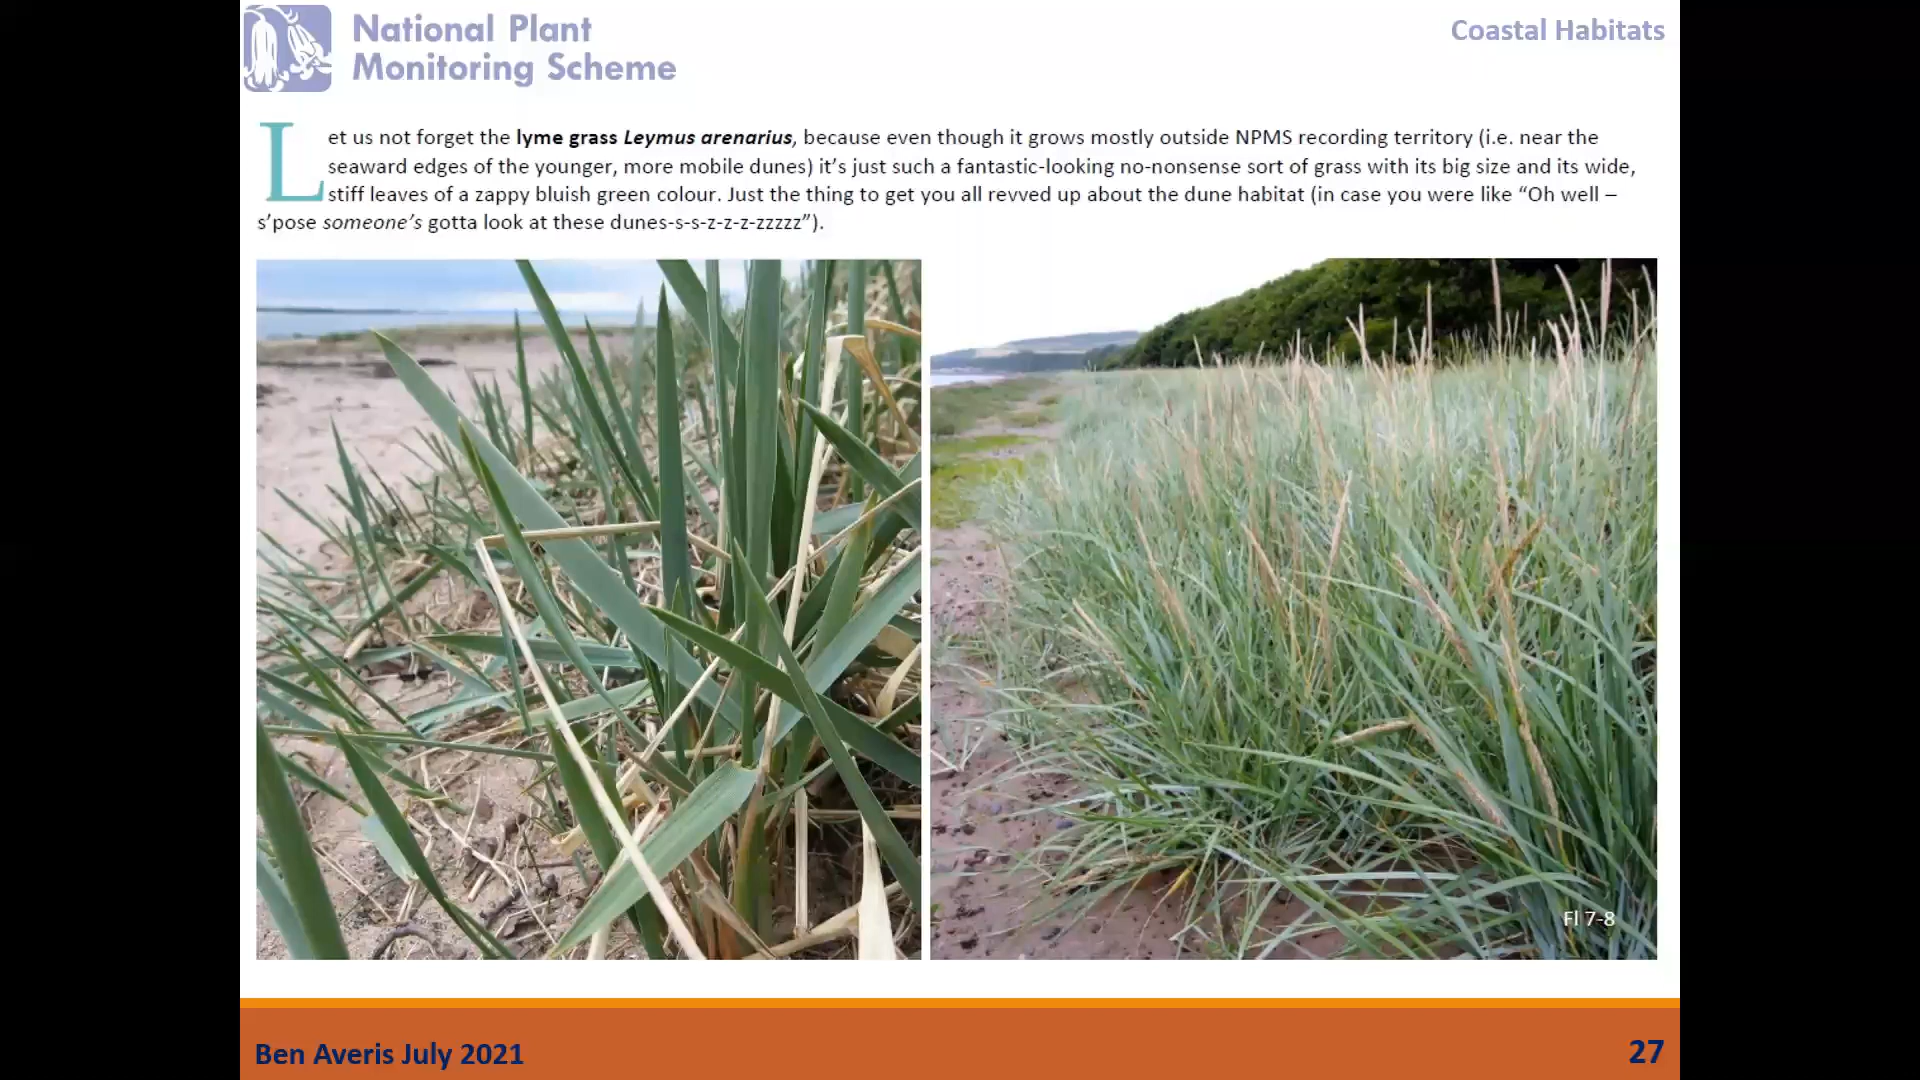 National Plant
Monitoring Scheme
Coastal Habitats
Let us not forget the lyme grass Leymus arenarius, because even though it grows mostly outside NPMS recording territory (i.e. near the
seaward edges of the younger, more mobile dunes) it’s just such a fantastic-looking no-nonsense sort of grass with its big size and its wide,
stiff leaves of a zappy bluish green colour. Just the thing to get you all revved up about the dune habitat (in case you were like “Oh well –
s’pose someone’s gotta look at these dunes-s-s-z-z-z-zzzzz”).
Fl 7-8
Ben Averis July 2021
27